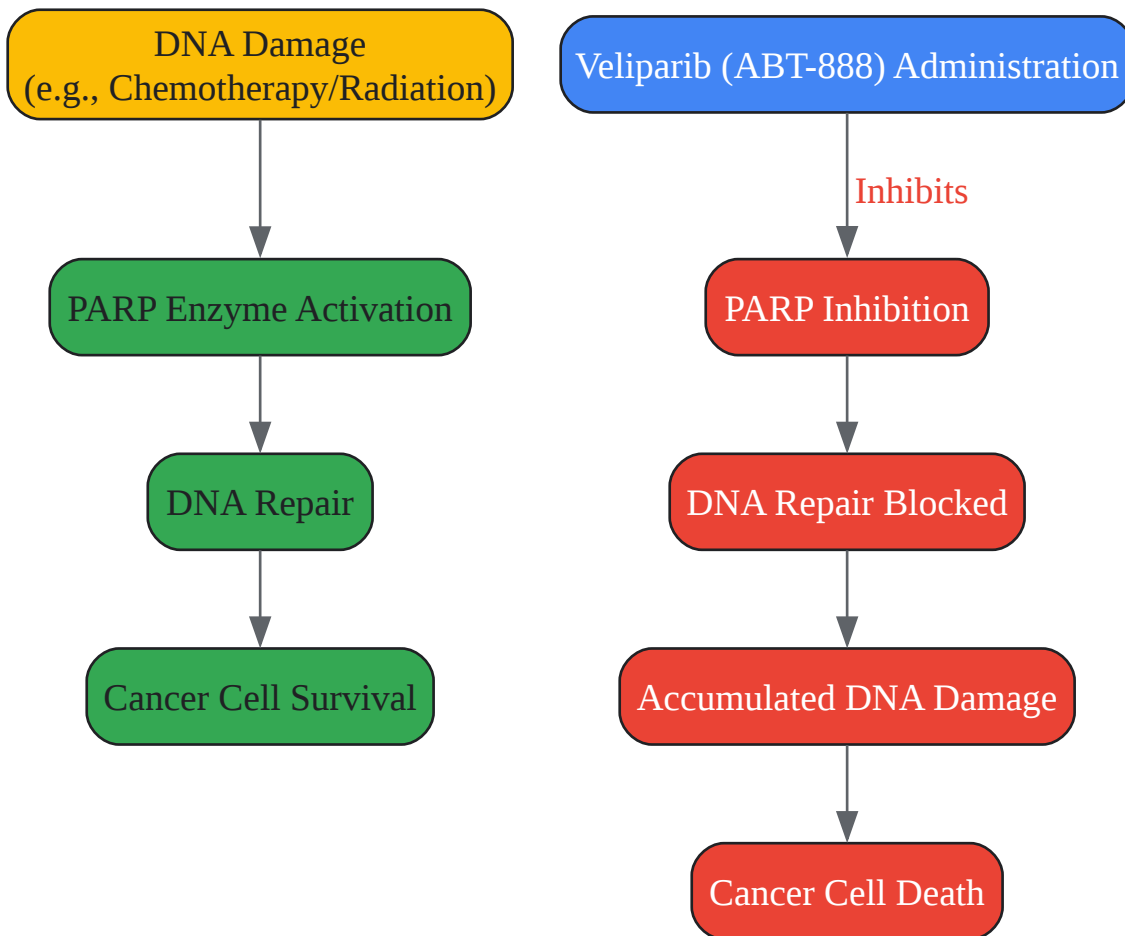 DNA Damage
(e.g., Chemotherapy/Radiation)
PARP Enzyme Activation
DNA Repair
Cancer Cell Survival
Veliparib (ABT-888) Administration
Inhibits
PARP Inhibition
DNA Repair Blocked
Accumulated DNA Damage
Cancer Cell Death